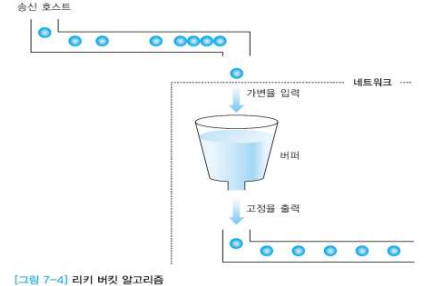 송신 호스트
네트워크
가변율 입력
버퍼
고정율 출력
[그림 7-4] 리키 버킷 알고리즘